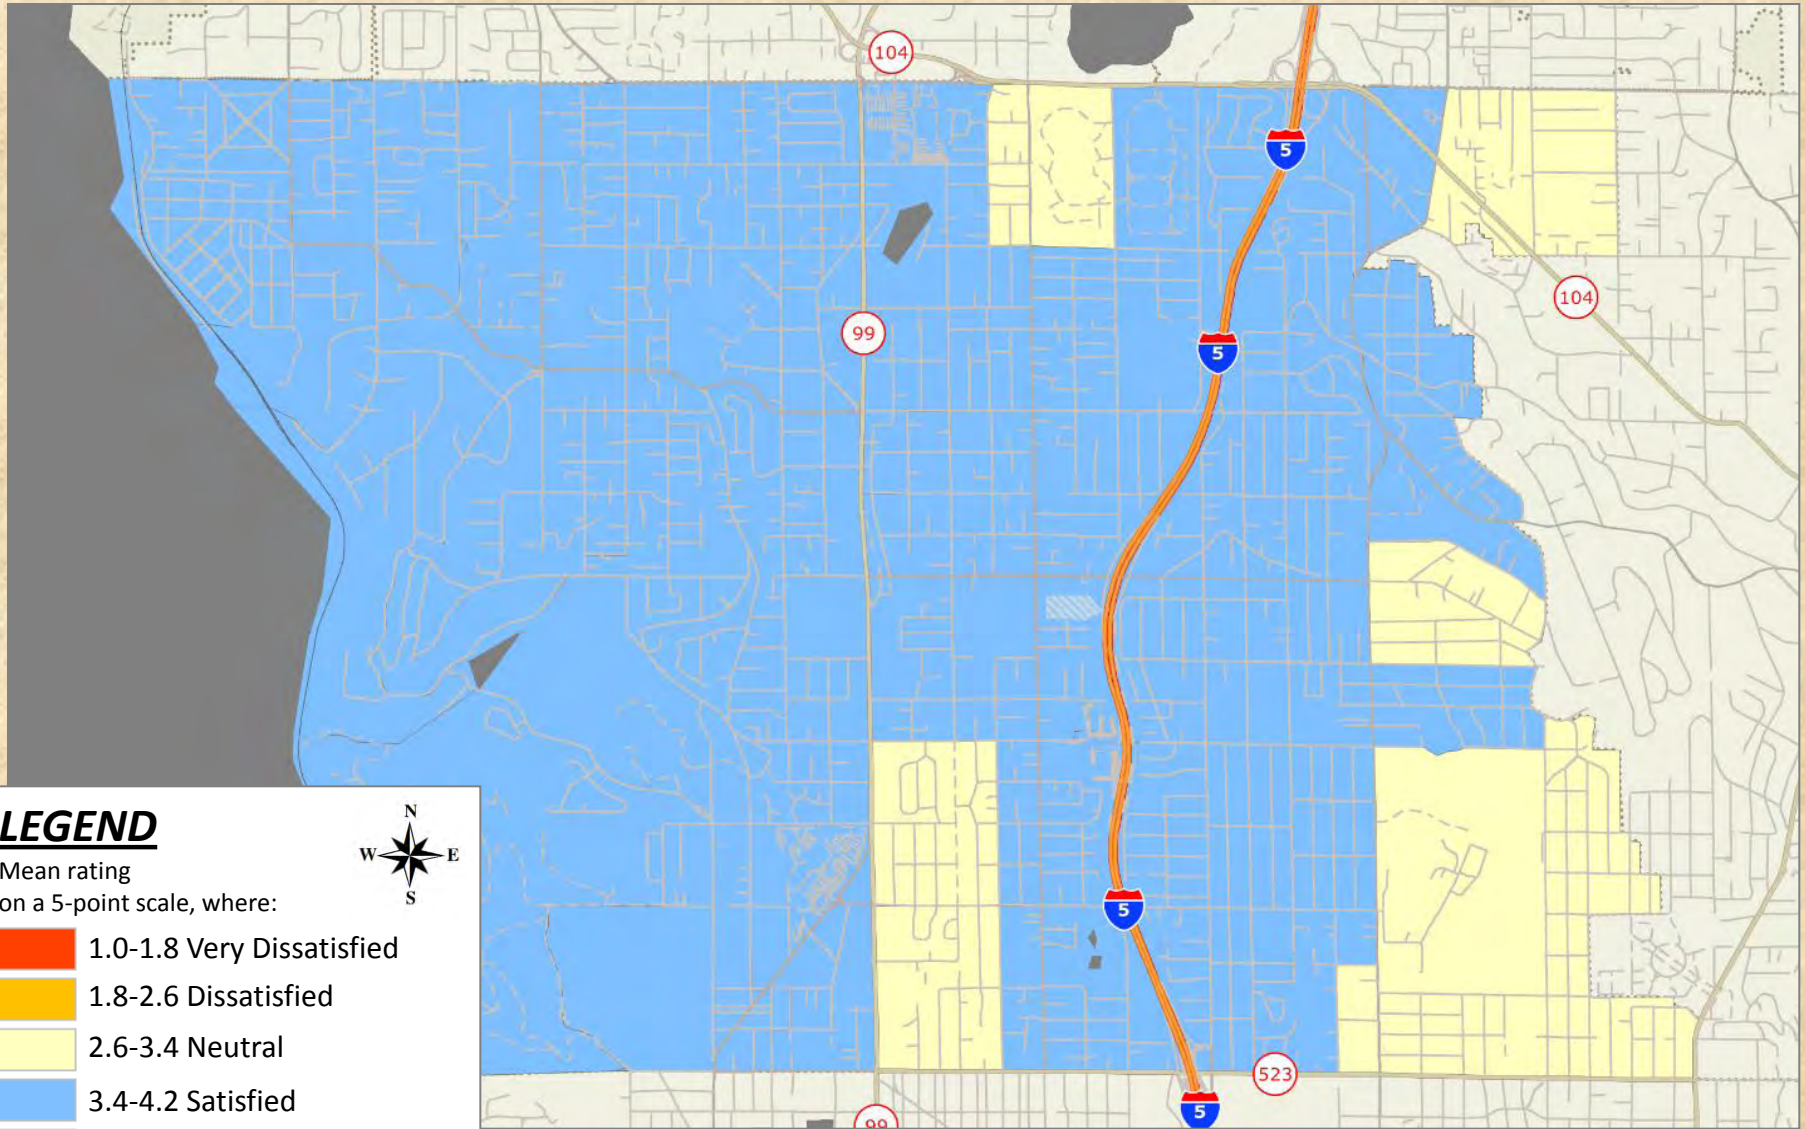 104
5
104
99
5
LEGEND
N
W E
S
Mean rating
on a 5-point scale, where:
1.0-1.8 Very Dissatisfied
5
1.8-2.6 Dissatisfied
2.6-3.4 Neutral
523
3.4-4.2 Satisfied
5
99